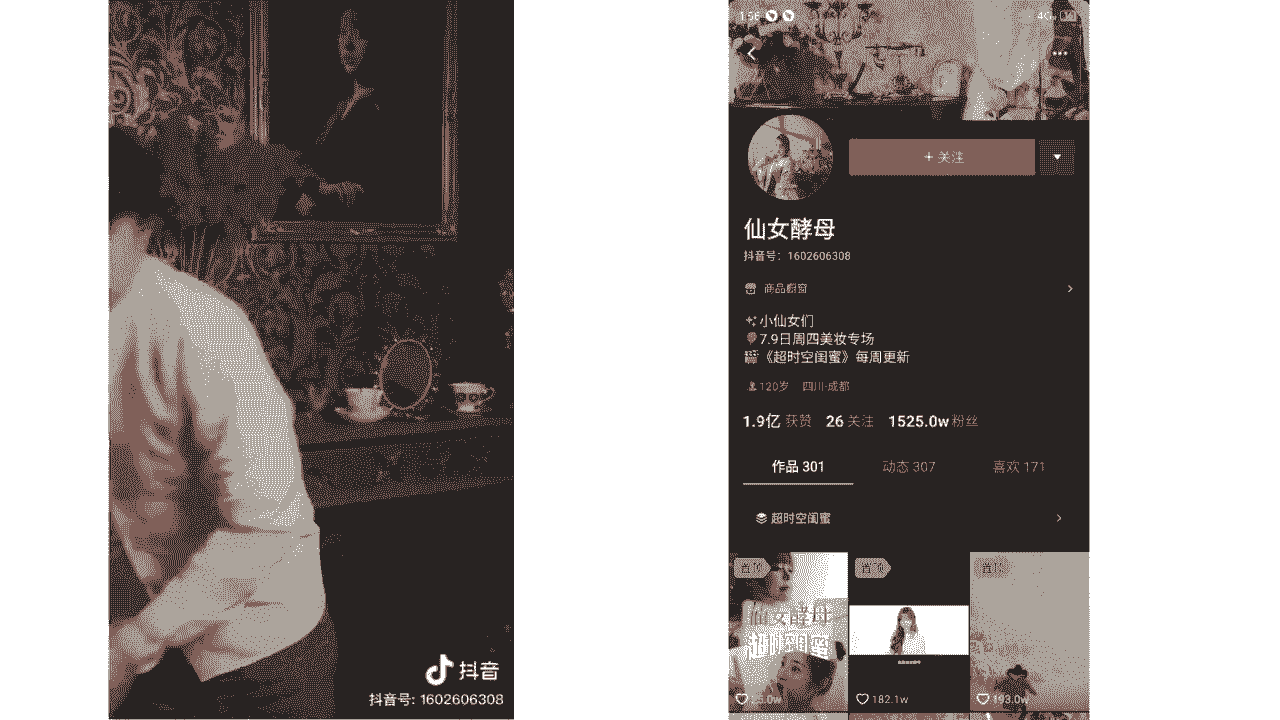 抖音
抖音号: 1602606308
1:56
4G
+ 关注
仙女酵母
抖音号: 1602606308
商品橱窗
小仙女们
7.9日周四美妆专场
《超时空闺蜜》每周更新
120岁 四川·成都
1.9亿 获赞 26 关注 1525.0w 粉丝
作品 301 动态 307 喜欢 171
超时空闺蜜
置顶 置顶 置顶
仙女酵母
超时空闺蜜
182.1w 193.0w